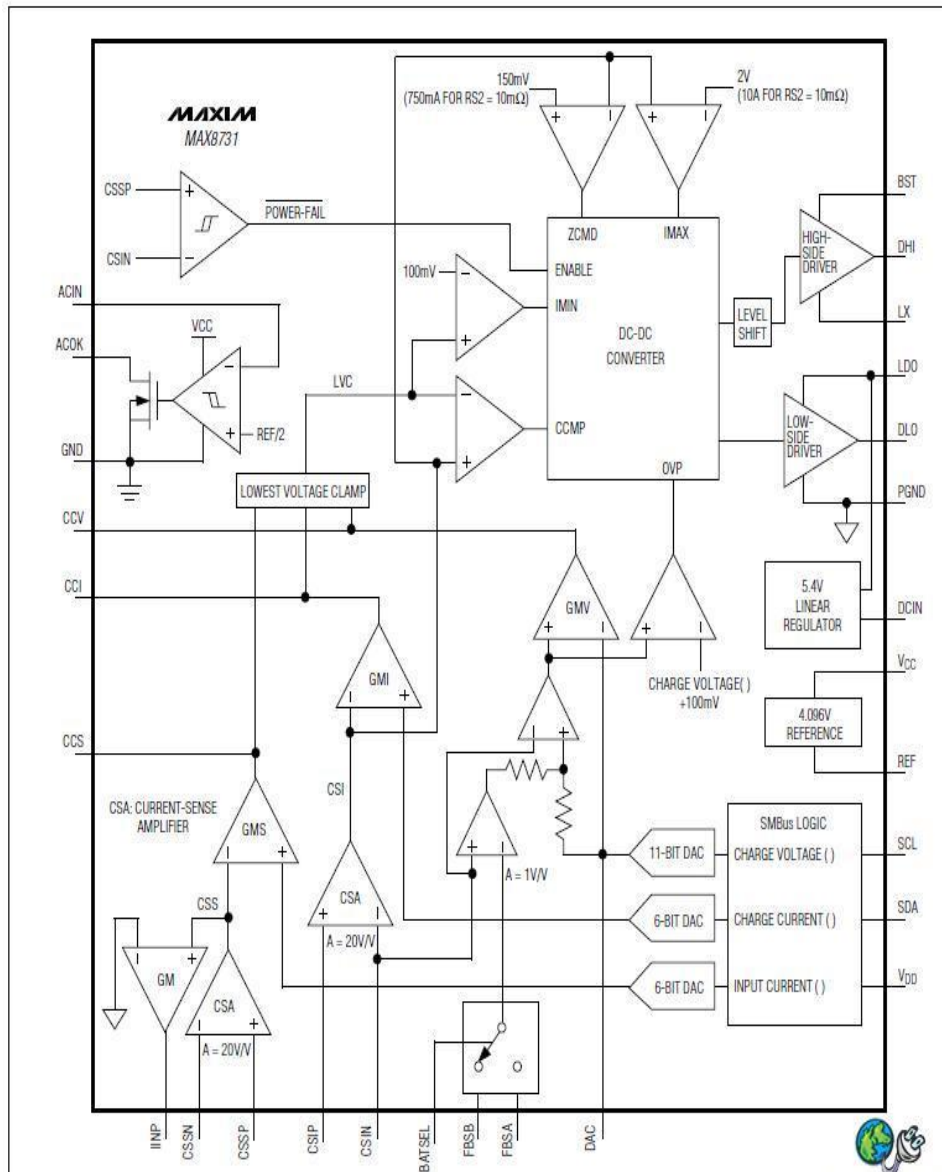 150mV
(750mA FOR RS2 = 10mΩ)
2V
(10A FOR RS2 = 10mΩ)
MAXIM
MAX8731
CSSP
CSIN
POWER-FAIL
ZCMD
IMAX
ENABLE
IMIN
DC-DC
CONVERTER
CCMP
OVP
100mV
LEVEL
SHIFT
HIGH-
SIDE
DRIVER
BST
DHI
LX
LDO
LOW-
SIDE
DRIVER
DLO
PGND
ACIN
ACOK
VCC
REF/2
GND
LVC
LOWEST VOLTAGE CLAMP
CCV
CCI
CCS
GMV
GMI
GMS
CHARGE VOLTAGE( )
+100mV
5.4V
LINEAR
REGULATOR
DCIN
VCC
4.096V
REFERENCE
REF
CSA: CURRENT-SENSE
AMPLIFIER
CSI
CSS
CSA
A = 20V/V
A = 1V/V
GM
CSA
A = 20V/V
11-BIT DAC
6-BIT DAC
6-BIT DAC
SMBus LOGIC
CHARGE VOLTAGE ( )
CHARGE CURRENT ( )
INPUT CURRENT ( )
SCL
SDA
VDD
IINP
CSSN
CSSP
CSIP
CSIN
BATSEL
FBSB
FBSA
DAC